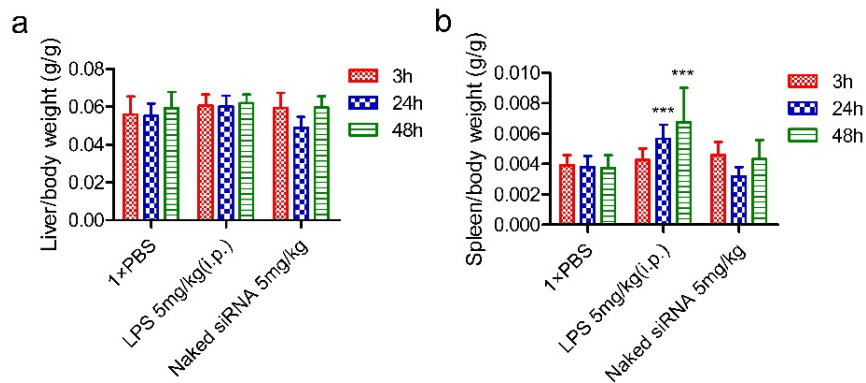 a
Liver/body weight (g/g)
0.08
0.06
0.04
0.02
0.00
1×PBS
LPS 5mg/kg(i.p.)
Naked siRNA 5mg/kg
3h
24h
48h
b
Spleen/body weight (g/g)
0.010
0.008
0.006
0.004
0.002
0.000
***
***
1×PBS
LPS 5mg/kg(i.p.)
Naked siRNA 5mg/kg
3h
24h
48h